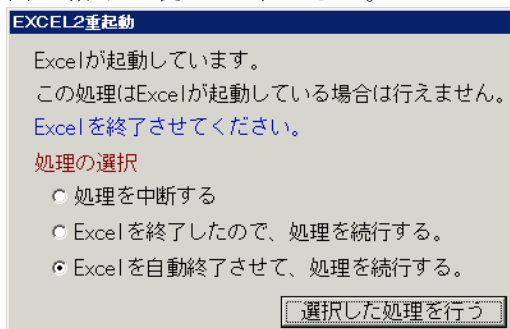 EXCEL2重起動
Excelが起動しています。
この処理はExcelが起動している場合は行えません。
Excelを終了させてください。
処理の選択
処理を中断する
Excelを終了したので、処理を続行する。
Excelを自動終了させて、処理を続行する。
選択した処理を行う